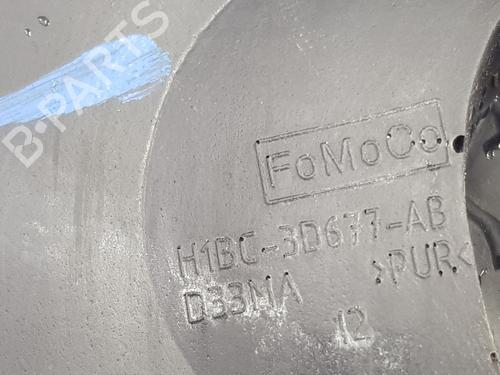 B-PARTS
FoMoCo
H1BC-3D677-AB
D33MA >PUR<
12